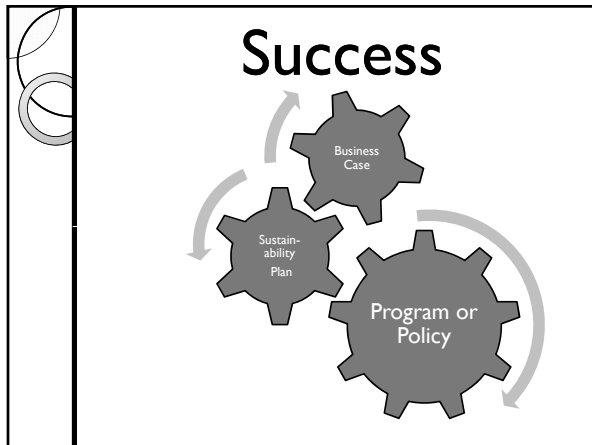 Success
Business
Case
Sustain-
ability
Plan
Program or
Policy